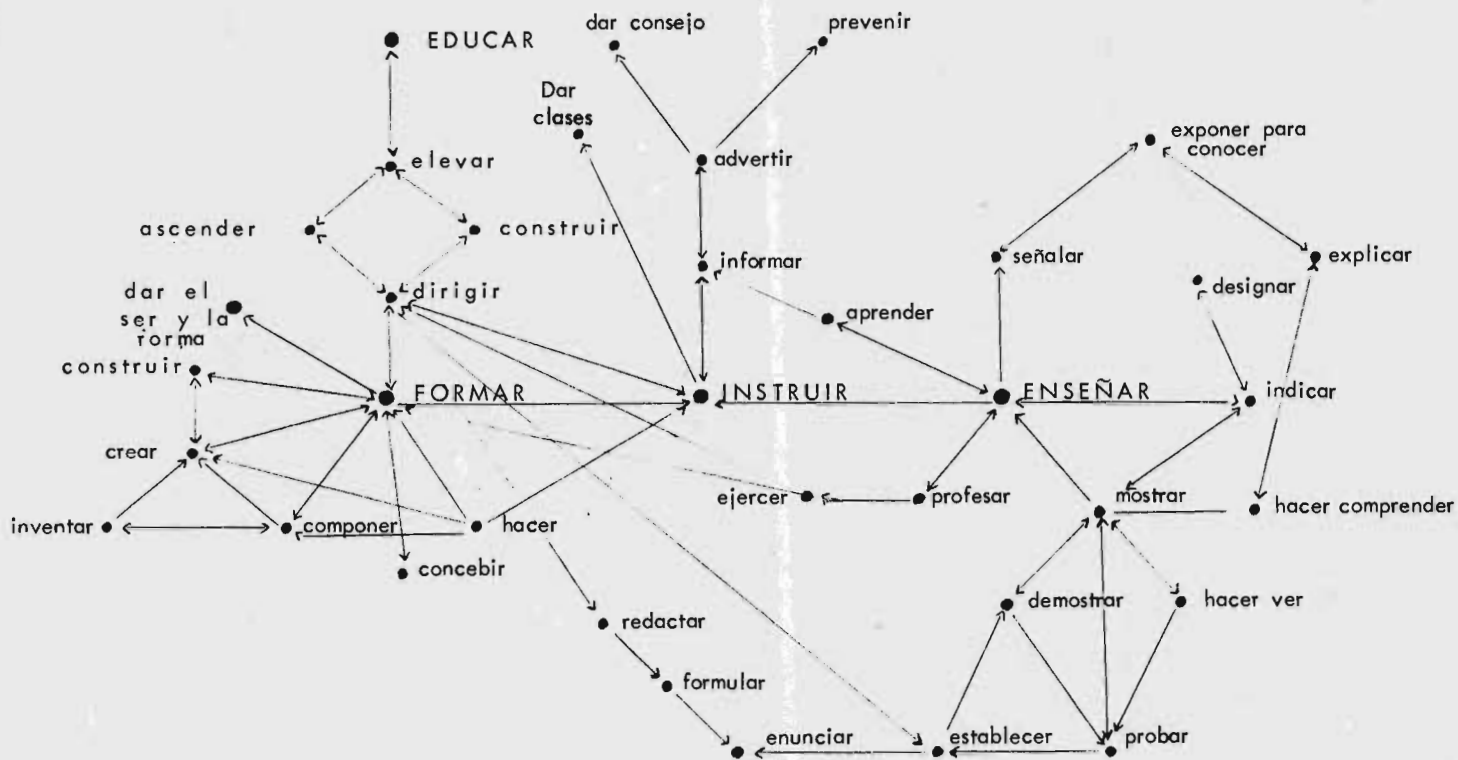 dar consejo
prevenir
EDUCAR
Dar
clases
exponer para
conocer
elevar
advertir
ascender
construir
informar
señalar
explicar
designar
dar el
ser y la
forma
dirigir
aprender
construir
FORMAR
INSTRUIR
ENSEÑAR
indicar
crear
ejercer
profesar
mostrar
hacer comprender
inventar
componer
hacer
concebir
demostrar
hacer ver
redactar
formular
enunciar
establecer
probar